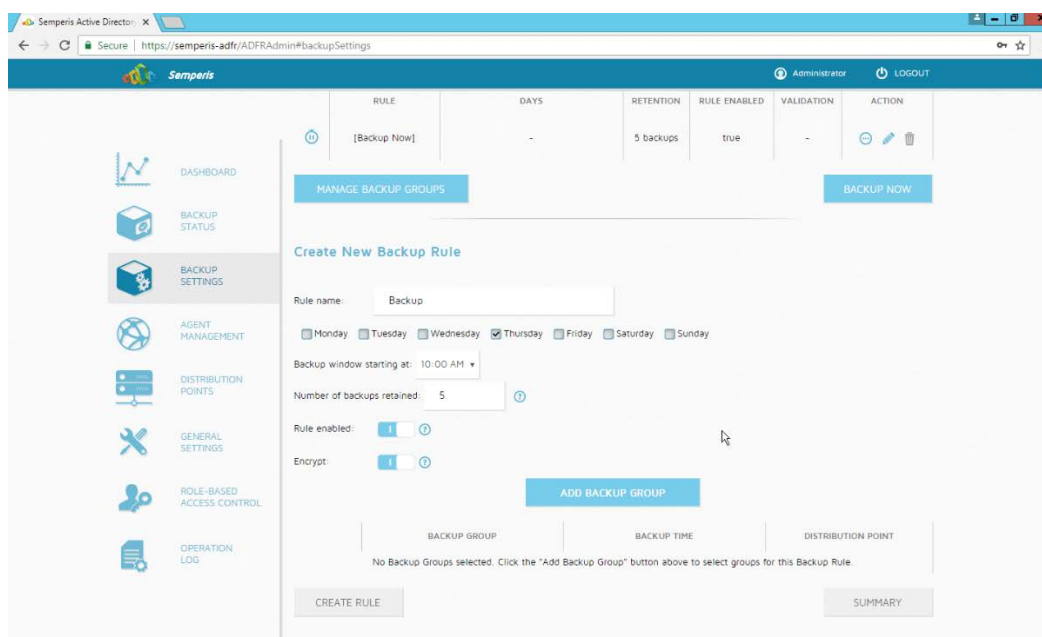 Semperis Active Director
Secure | https://semperis-adfr/ADFRAdmin#backupSettings
Semperis
Administrator
LOGOUT
RULE DAYS RETENTION RULE ENABLED VALIDATION ACTION
[Backup Now] - 5 backups true -
MANAGE BACKUP GROUPS
BACKUP NOW
DASHBOARD
BACKUP
STATUS
BACKUP
SETTINGS
AGENT
MANAGEMENT
DISTRIBUTION
POINTS
GENERAL
SETTINGS
ROLE-BASED
ACCESS CONTROL
OPERATION
LOG
Create New Backup Rule
Rule name: Backup
Monday Tuesday Wednesday Thursday Friday Saturday Sunday
Backup window starting at: 10:00 AM
Number of backups retained: 5
Rule enabled:
Encrypt:
ADD BACKUP GROUP
BACKUP GROUP BACKUP TIME DISTRIBUTION POINT
No Backup Groups selected. Click the "Add Backup Group" button above to select groups for this Backup Rule.
CREATE RULE
SUMMARY